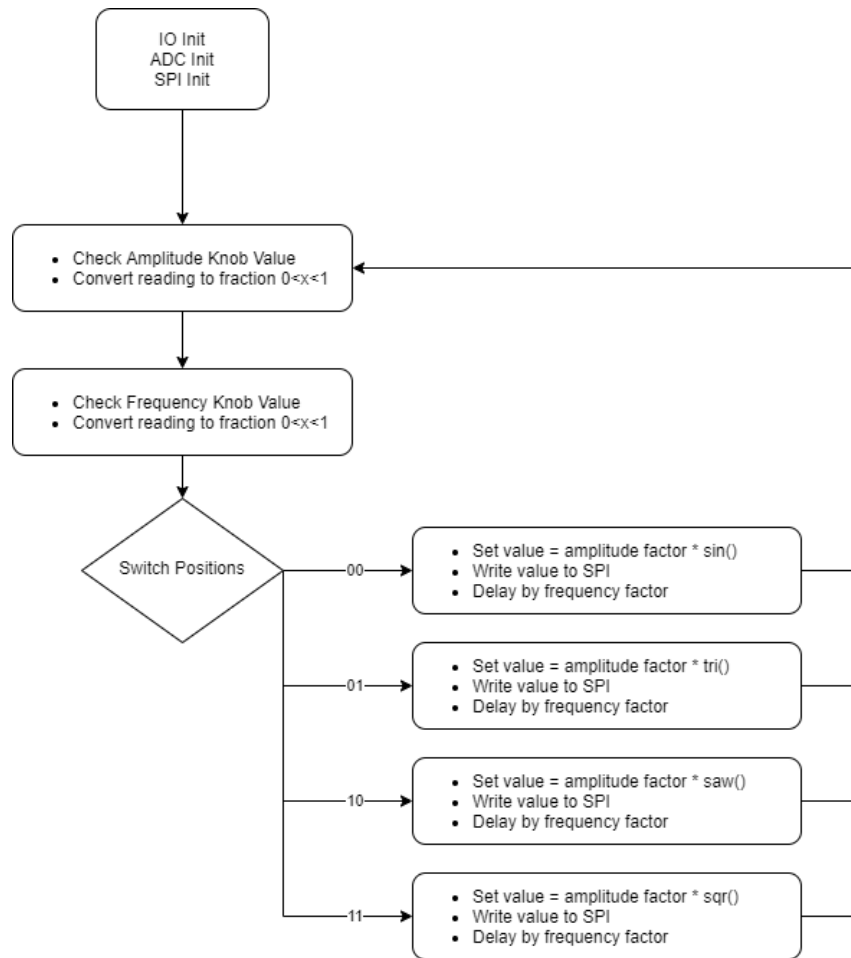 IO Init
ADC Init
SPI Init
• Check Amplitude Knob Value
• Convert reading to fraction 0<x<1
• Check Frequency Knob Value
• Convert reading to fraction 0<x<1
Switch Positions
00
• Set value = amplitude factor * sin()
• Write value to SPI
• Delay by frequency factor
01
• Set value = amplitude factor * tri()
• Write value to SPI
• Delay by frequency factor
10
• Set value = amplitude factor * saw()
• Write value to SPI
• Delay by frequency factor
11
• Set value = amplitude factor * sqr()
• Write value to SPI
• Delay by frequency factor